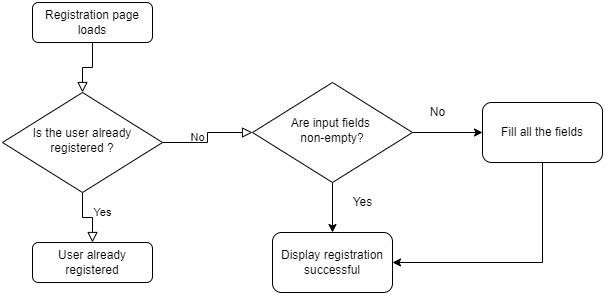 Registration page
loads
Is the user already
registered ?
No
Are input fields
non-empty?
No
Fill all the fields
Yes
Yes
User already
registered
Display registration
successful